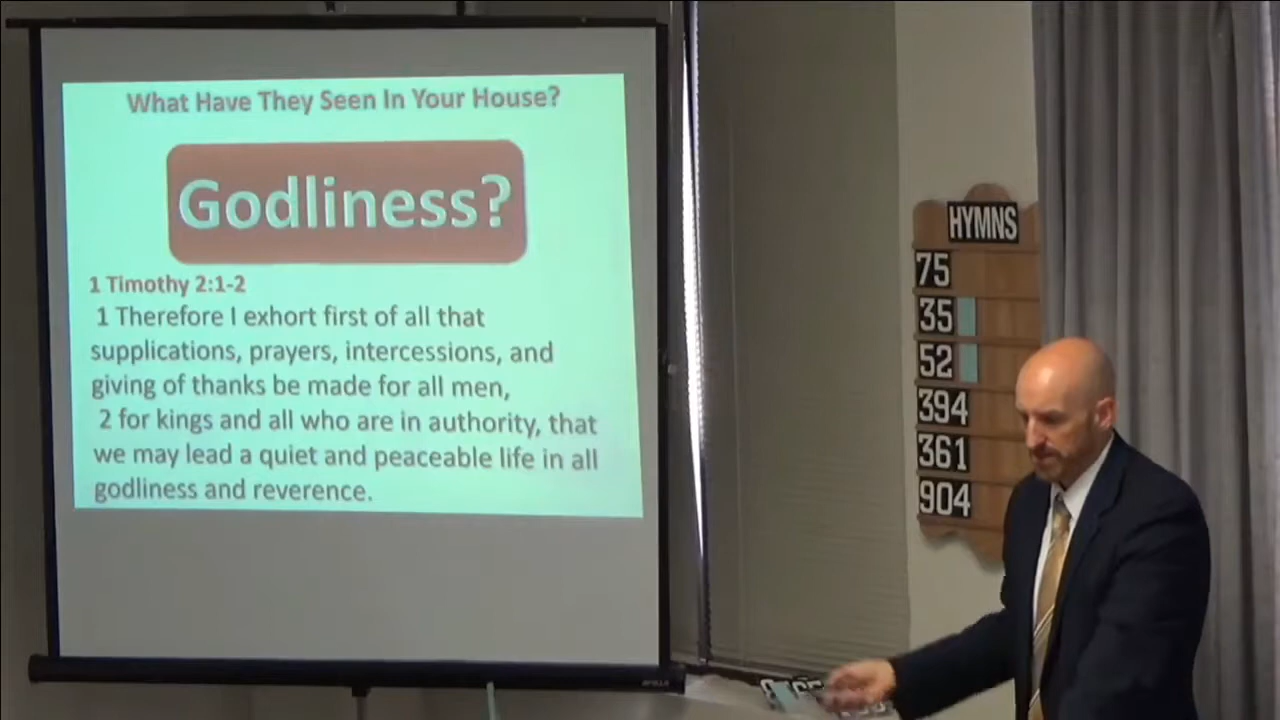 What Have They Seen In Your House?
Godliness?
1 Timothy 2:1-2
1 Therefore I exhort first of all that
supplications, prayers, intercessions, and
giving of thanks be made for all men,
2 for kings and all who are in authority, that
we may lead a quiet and peaceable life in all
godliness and reverence.
HYMNS
75
35
52
394
361
904
APOLLO